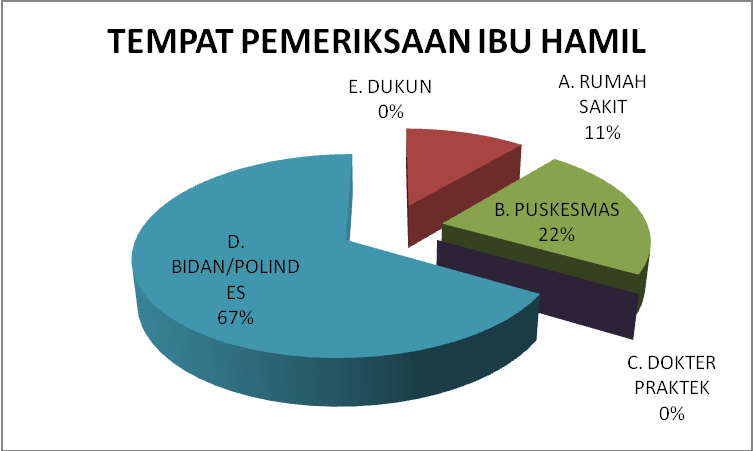 TEMPAT PEMERIKSAAN IBU HAMIL
E. DUKUN
0%
A. RUMAH
SAKIT
11%
B. PUSKESMAS
22%
D.
BIDAN/POLIND
ES
67%
C. DOKTER
PRAKTEK
0%